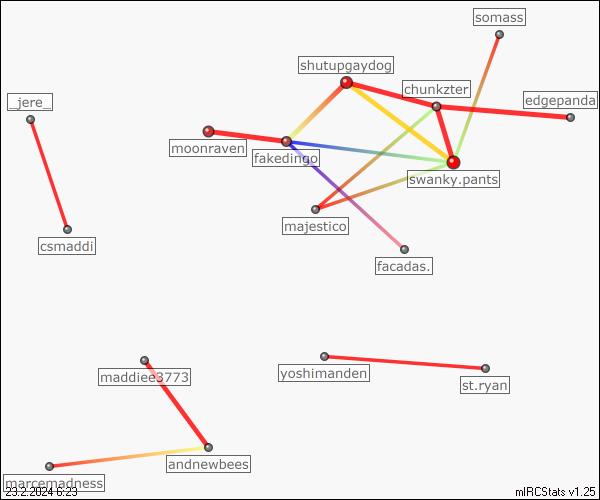 somass
shutupgaydog
chunkzter
_jere_
edgepanda
moonraven
fakedingo
swanky.pants
majestico
csmaddi
facadas.
maddiee3773
yoshimanden
st.ryan
andnewbees
marcemadness
23.2.2024 6:23
mIRCStats v1.25